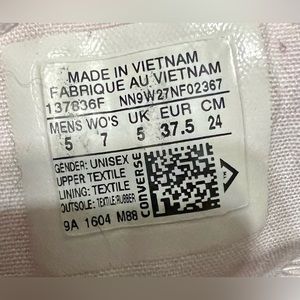 MADE IN VIETNAM
FABRIQUE AU VIETNAM
137836F NN9W27NF02367
MENS WO'S UK EUR CM
5 7 5 37.5 24
GENDER: UNISEX
UPPER TEXTILE
LINING: TEXTILE
OUTSOLE: TEXTILE RUBBER
9A 1604 M88
CONVERSE